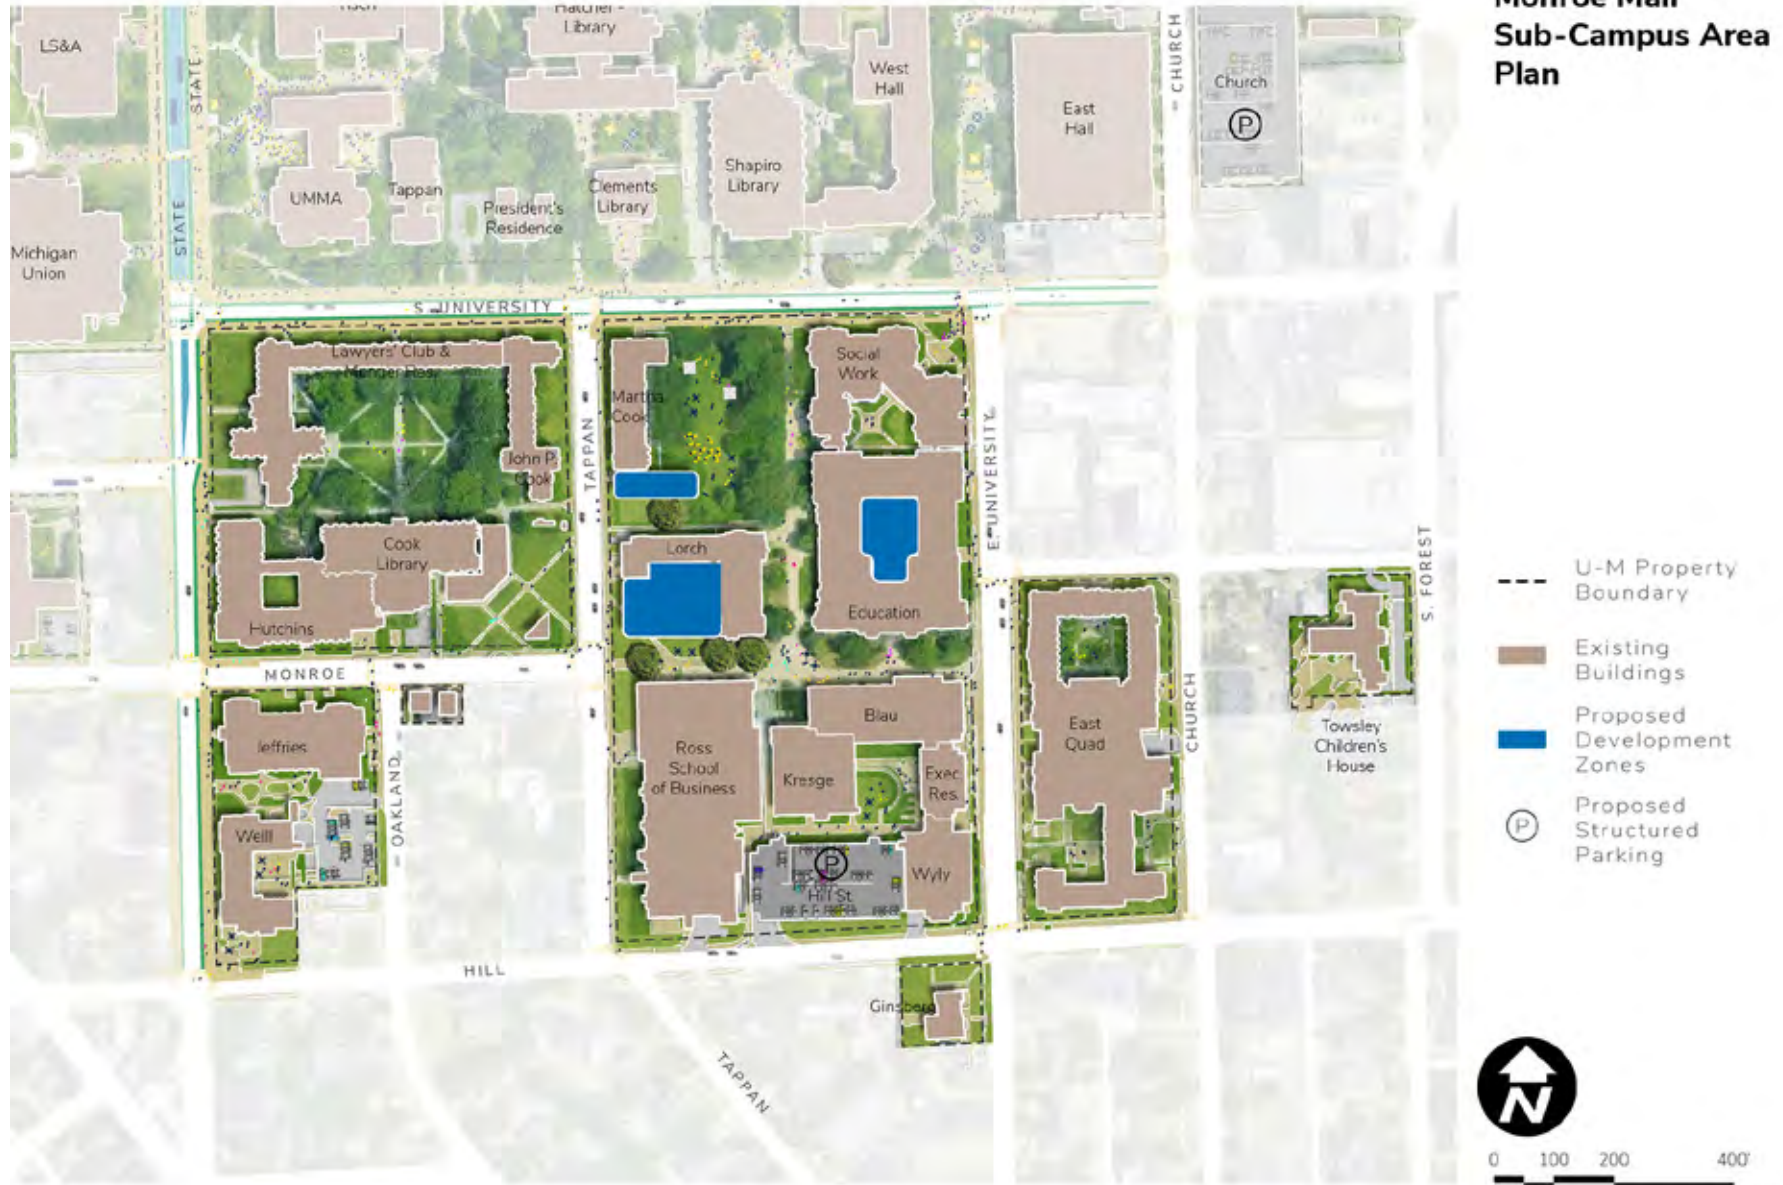 Monroe Mall
Sub-Campus Area
Plan
LS&A
STATE
Tisch
Hatcher -
Library
West
Hall
East
Hall
CHURCH
Church
P
UMMA
Tappan
President's
Residence
Clements
Library
Shapiro
Library
Michigan
Union
STATE
S. UNIVERSITY
Lawyers' Club &
Munger Res.
Martha
Cook
Social
Work
TAPPAN
John P.
Cook
E. UNIVERSITY
Cook
Library
Lorch
Hutchins
Education
S. FOREST
MONROE
Jeffries
OAKLAND
Ross
School
of Business
Blau
Kresge
Exec.
Res.
East
Quad
CHURCH
Towsley
Children's
House
Weill
P
Hill St.
Wyly
HILL
Ginsberg
TAPPAN
U-M Property
Boundary
Existing
Buildings
Proposed
Development
Zones
P
Proposed
Structured
Parking
N
0 100 200 400'